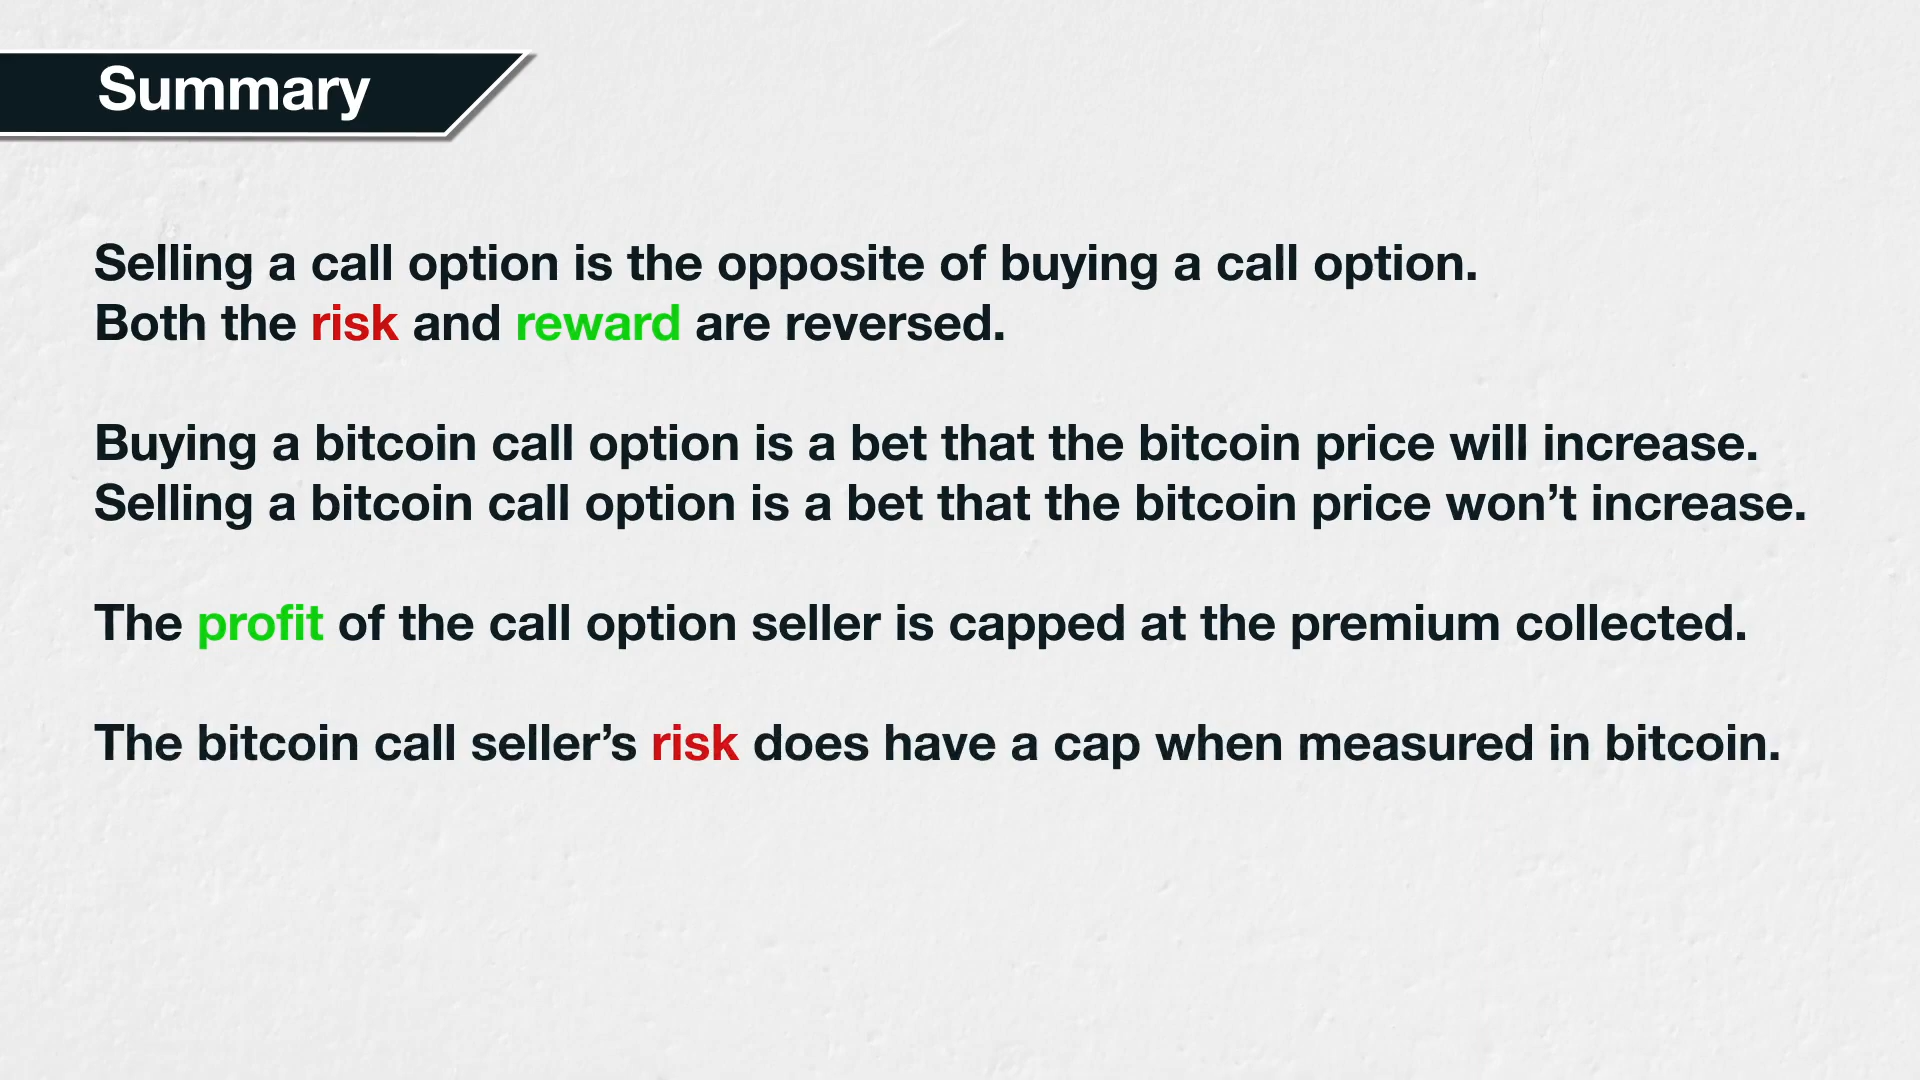 Summary
Selling a call option is the opposite of buying a call option.
Both the risk and reward are reversed.
Buying a bitcoin call option is a bet that the bitcoin price will increase.
Selling a bitcoin call option is a bet that the bitcoin price won’t increase.
The profit of the call option seller is capped at the premium collected.
The bitcoin call seller’s risk does have a cap when measured in bitcoin.